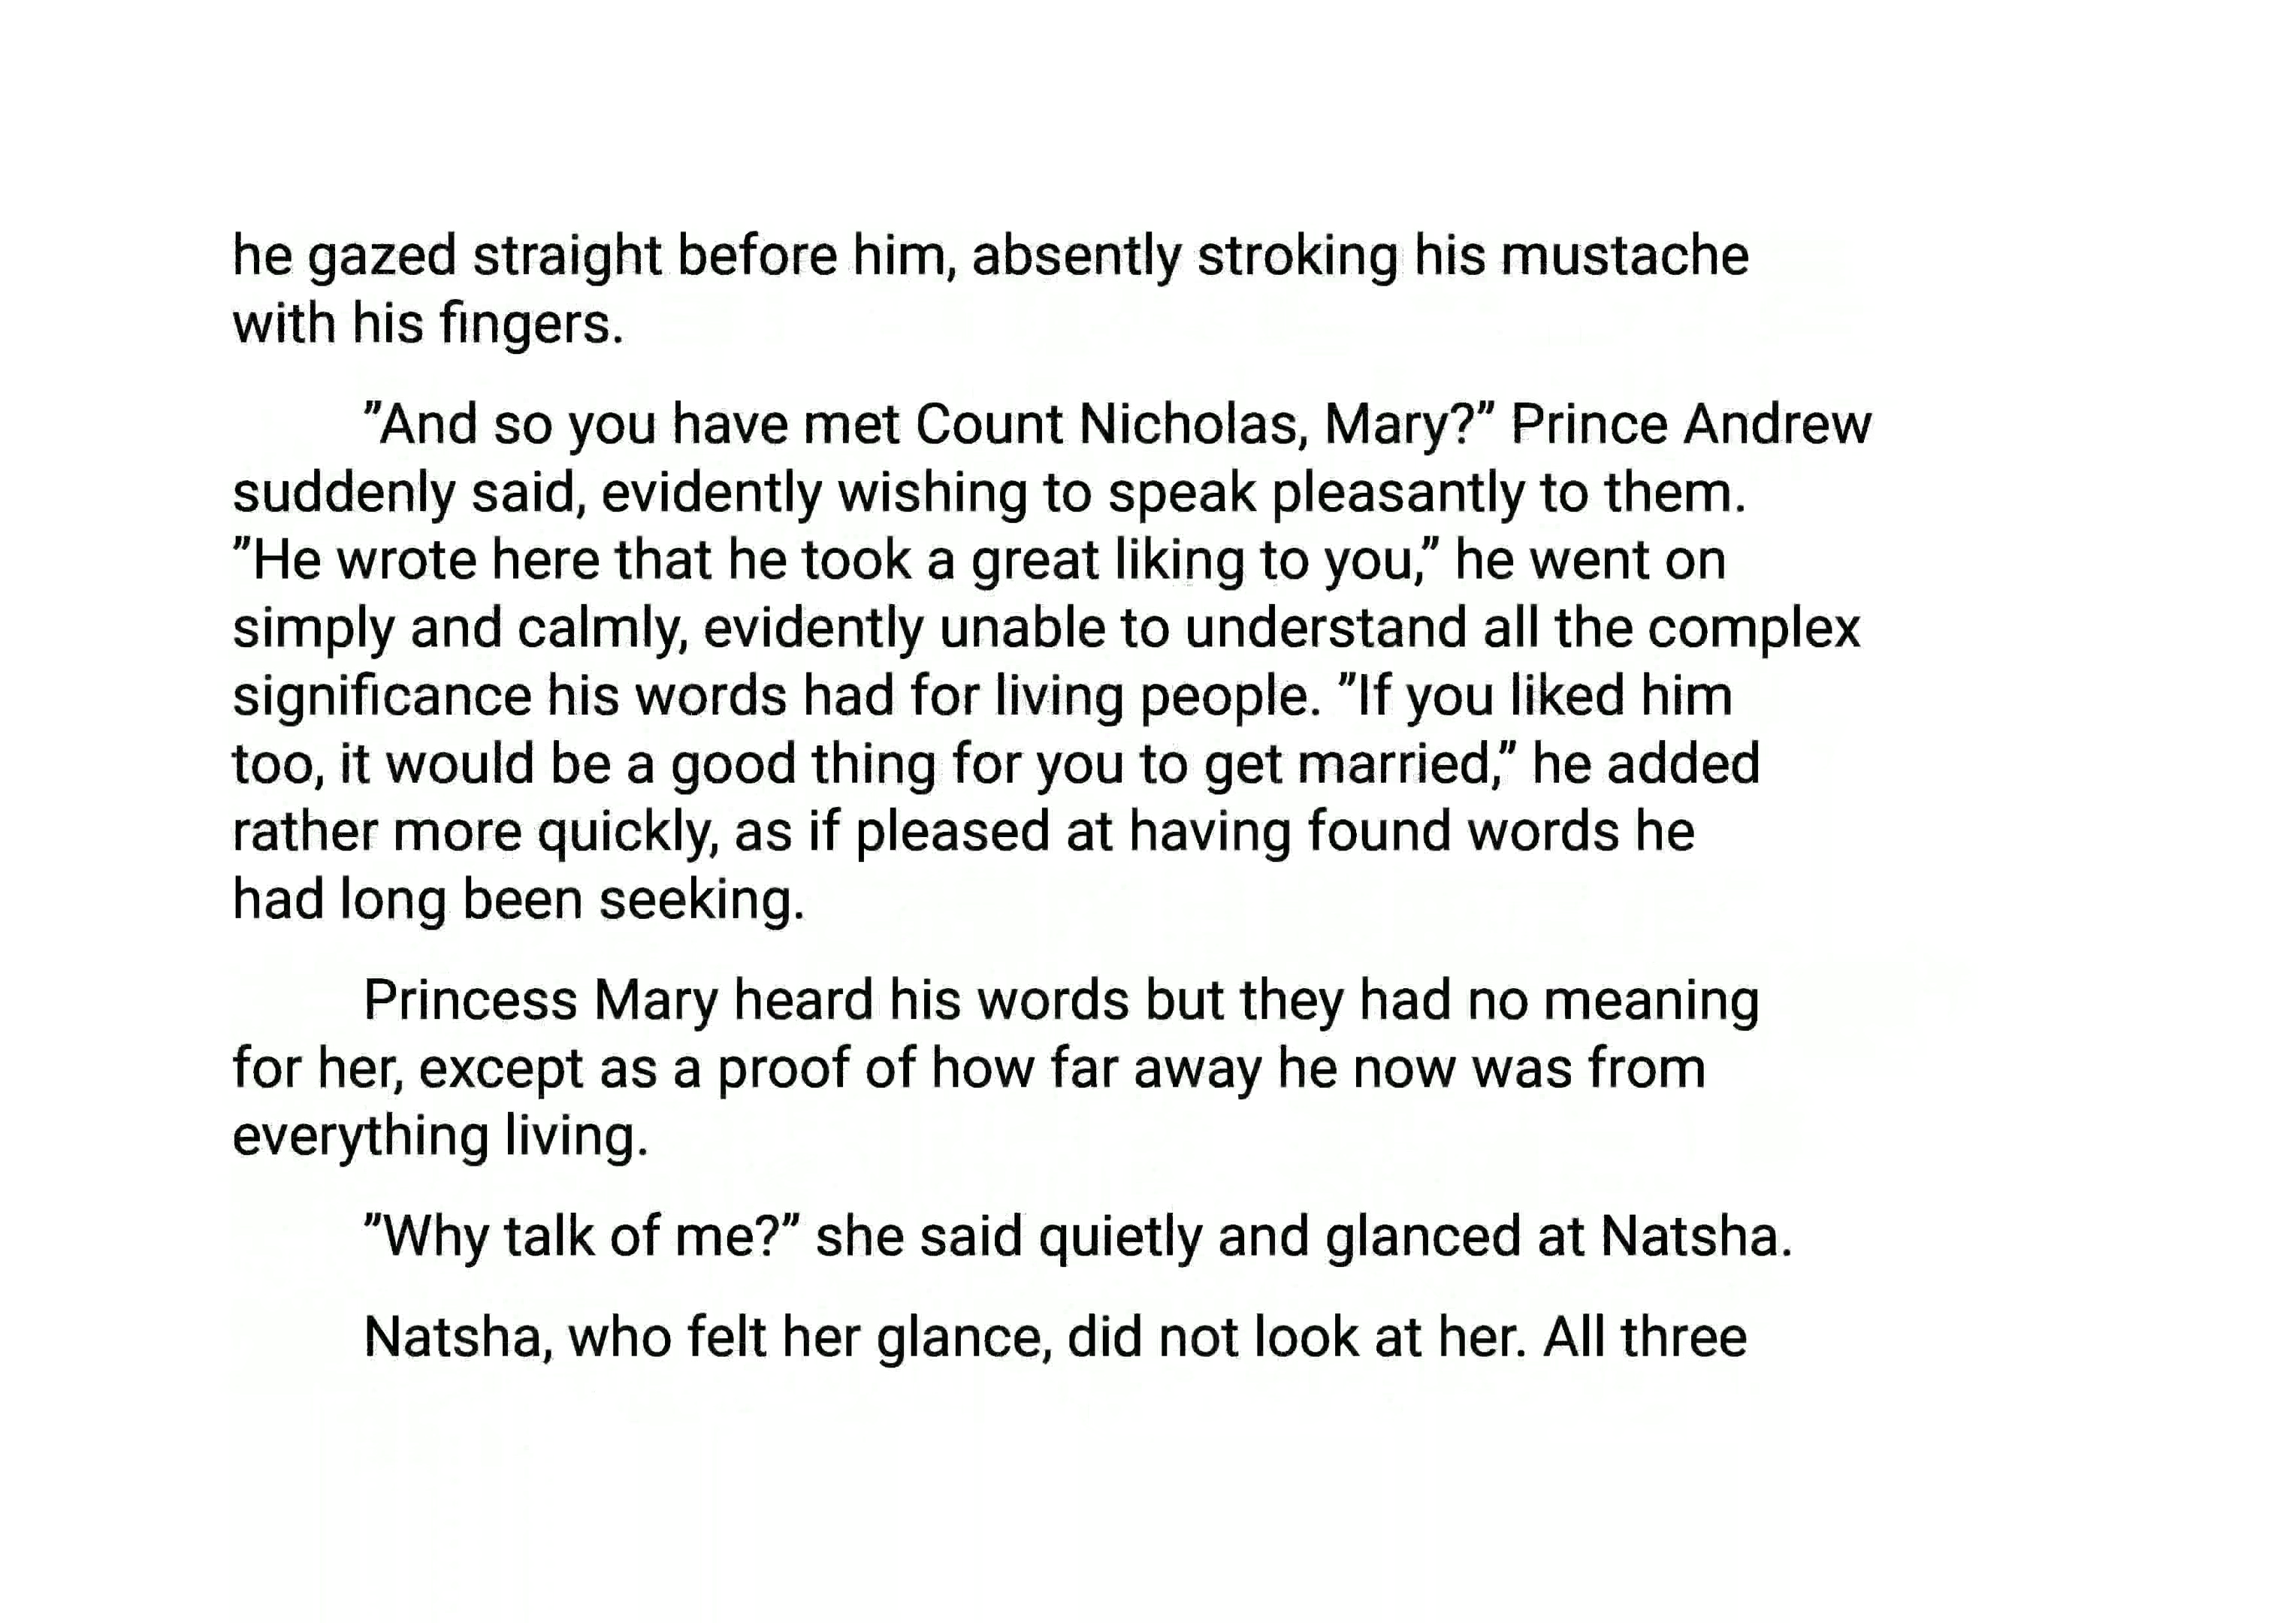 he gazed straight before him, absently stroking his mustache
with his fingers.
”And so you have met Count Nicholas, Mary?” Prince Andrew
suddenly said, evidently wishing to speak pleasantly to them.
”He wrote here that he took a great liking to you,” he went on
simply and calmly, evidently unable to understand all the complex
significance his words had for living people. ”If you liked him
too, it would be a good thing for you to get married,” he added
rather more quickly, as if pleased at having found words he
had long been seeking.
Princess Mary heard his words but they had no meaning
for her, except as a proof of how far away he now was from
everything living.
”Why talk of me?” she said quietly and glanced at Natsha.
Natsha, who felt her glance, did not look at her. All three